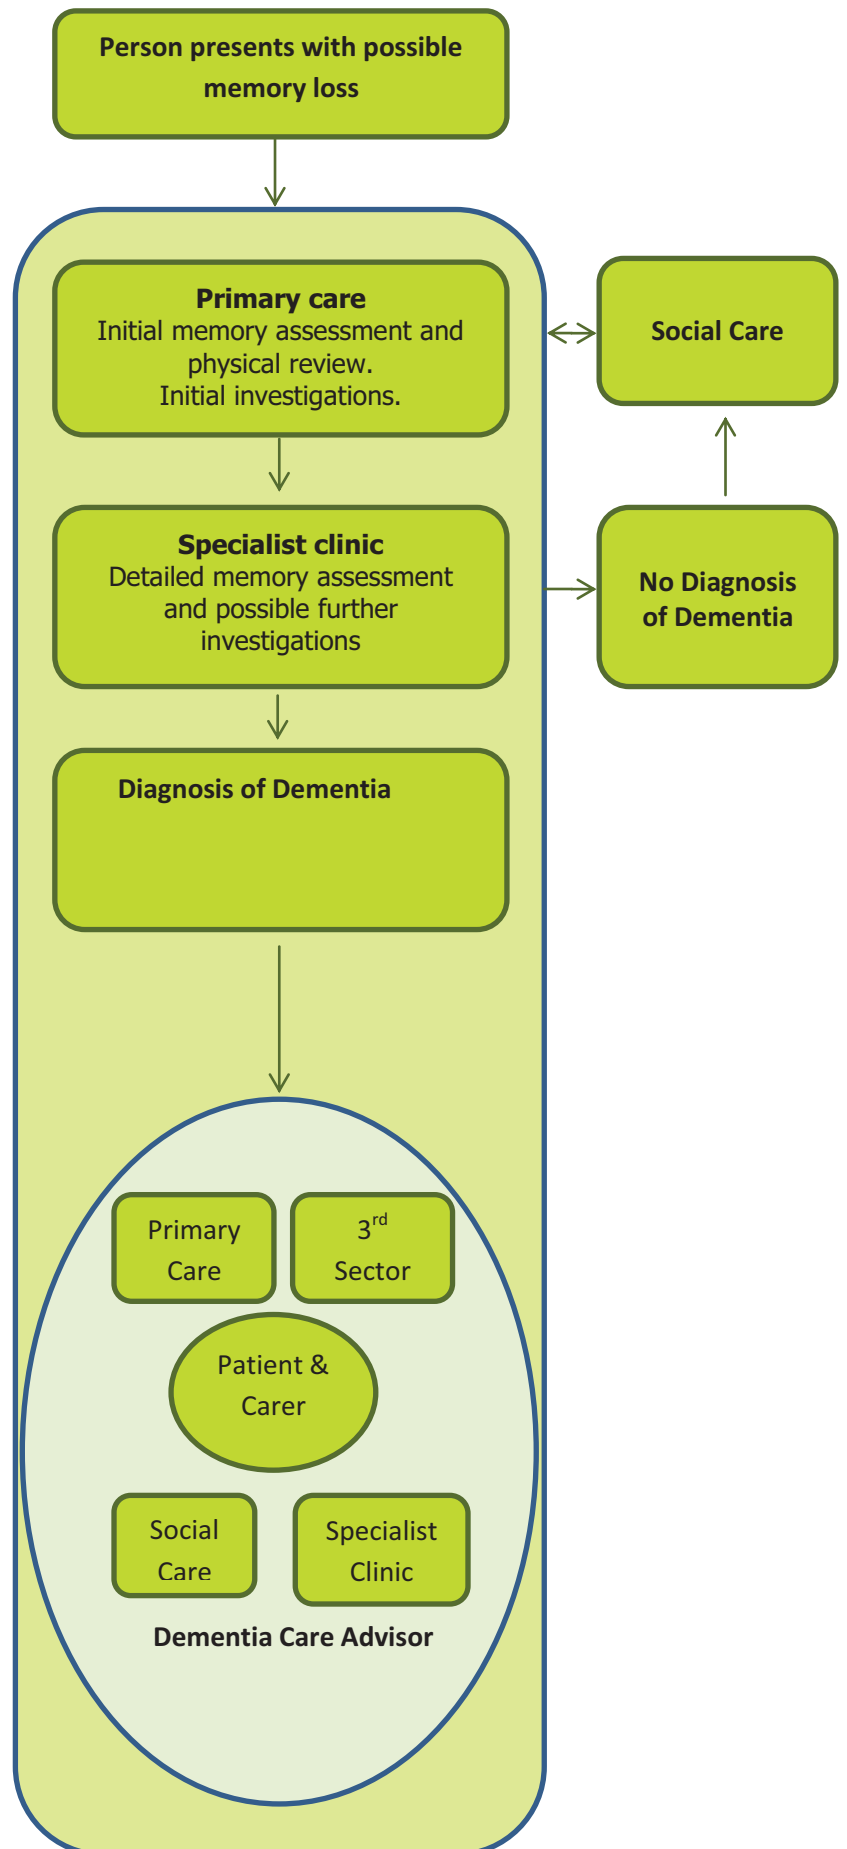 Person presents with possible
memory loss
Primary care
Initial memory assessment and
physical review.
Initial investigations.
Social Care
Specialist clinic
Detailed memory assessment
and possible further
investigations
No Diagnosis
of Dementia
Diagnosis of Dementia
Primary
Care
3rd
Sector
Patient &
Carer
Social
Care
Specialist
Clinic
Dementia Care Advisor